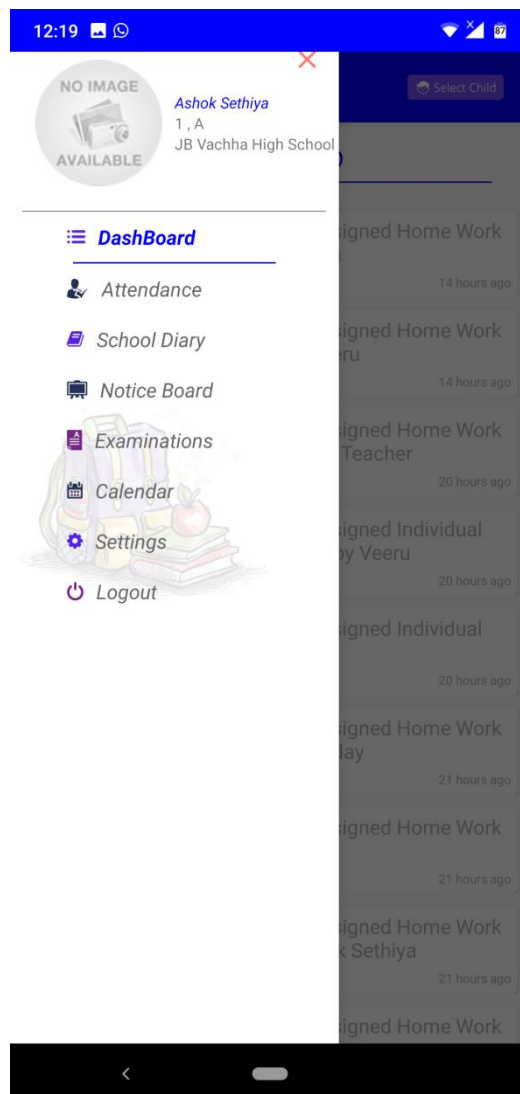 12:19
87
NO IMAGE
AVAILABLE
Ashok Sethiya
1 , A
JB Vachha High School
Select Child
DashBoard
Attendance
School Diary
Notice Board
Examinations
Calendar
Settings
Logout
signed Home Work
14 hours ago
signed Home Work
eru
14 hours ago
signed Home Work
Teacher
20 hours ago
signed Individual
by Veeru
20 hours ago
signed Individual
20 hours ago
signed Home Work
day
21 hours ago
signed Home Work
21 hours ago
signed Home Work
k Sethiya
21 hours ago
signed Home Work